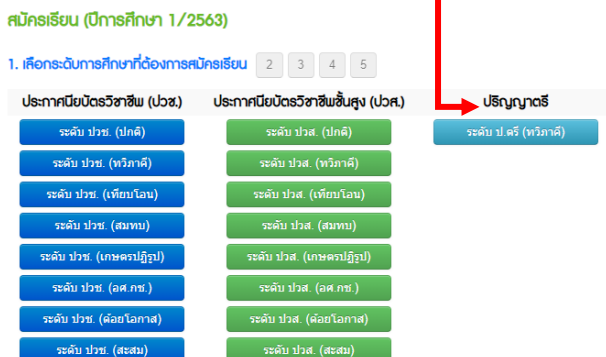 สมัครเรียน (ปีการศึกษา 1/2563)
1. เลือกระดับการศึกษาที่ต้องการสมัครเรียน 2 3 4 5
ประกาศนียบัตรวิชาชีพ (ปวช.) ประกาศนียบัตรวิชาชีพชั้นสูง (ปวส.) ปริญญาตรี
ระดับ ปวช. (ปกติ) ระดับ ปวส. (ปกติ) ระดับ ป.ตรี (ทวิภาคี)
ระดับ ปวช. (ทวิภาคี) ระดับ ปวส. (ทวิภาคี)
ระดับ ปวช. (เทียบโอน) ระดับ ปวส. (เทียบโอน)
ระดับ ปวช. (สมทบ) ระดับ ปวส. (สมทบ)
ระดับ ปวช. (เกษตรปฏิรูป) ระดับ ปวส. (เกษตรปฏิรูป)
ระดับ ปวช. (อศ.กช.) ระดับ ปวส. (อศ.กช.)
ระดับ ปวช. (ด้อยโอกาส) ระดับ ปวส. (ด้อยโอกาส)
ระดับ ปวช. (สะสม) ระดับ ปวส. (สะสม)